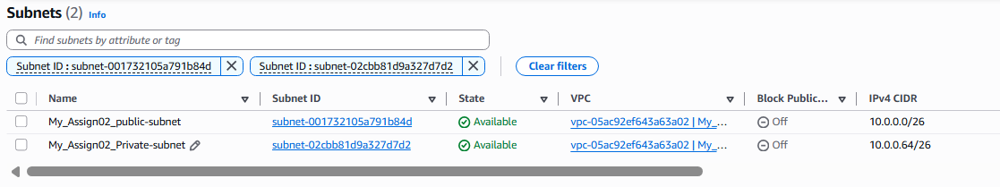 Subnets (2) Info
Find subnets by attribute or tag
Subnet ID : subnet-001732105a791b84d Subnet ID : subnet-02cbb81d9a327d7d2 Clear filters
Name Subnet ID State VPC Block Public... IPv4 CIDR
My_Assign02_public-subnet subnet-001732105a791b84d Available vpc-05ac92ef643a63a02 | My_... Off 10.0.0.0/26
My_Assign02_Private-subnet subnet-02cbb81d9a327d7d2 Available vpc-05ac92ef643a63a02 | My_... Off 10.0.0.64/26